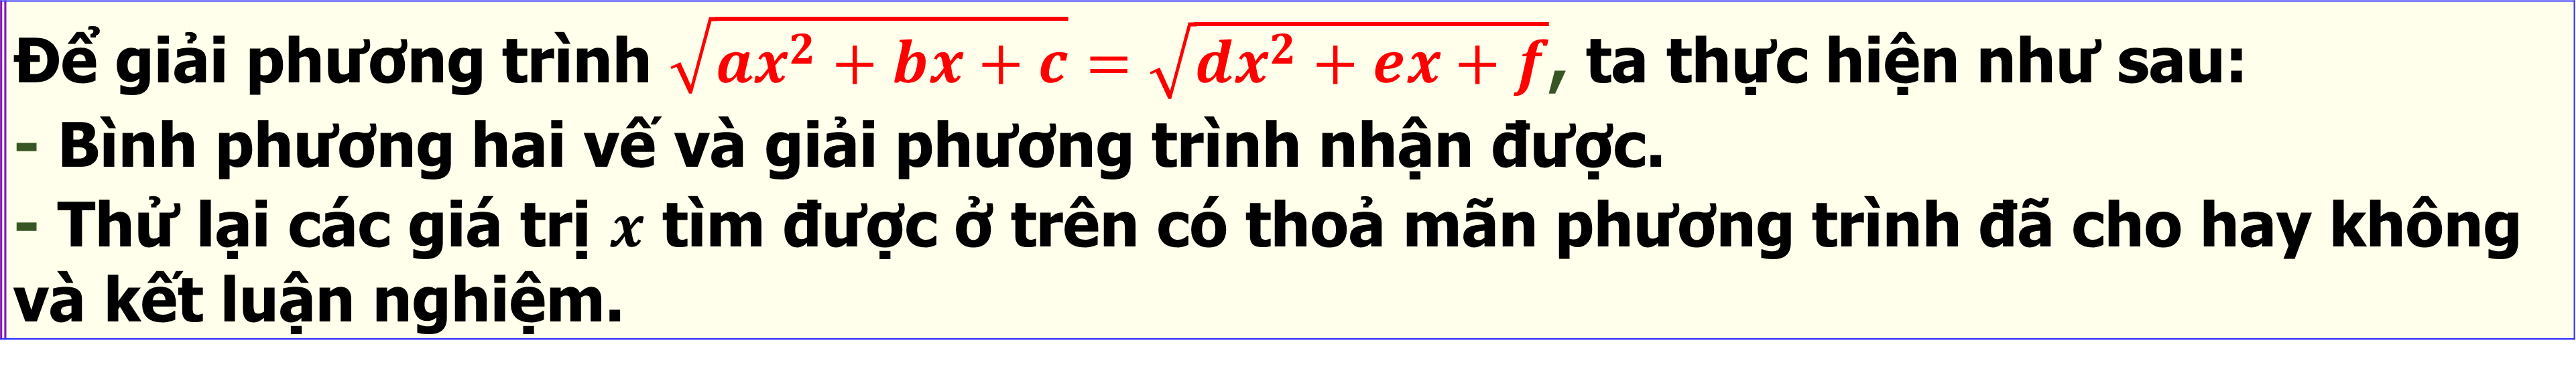 Để giải phương trình √(ax² + bx + c) = √(dx² + ex + f), ta thực hiện như sau:
- Bình phương hai vế và giải phương trình nhận được.
- Thử lại các giá trị x tìm được ở trên có thoả mãn phương trình đã cho hay không
và kết luận nghiệm.